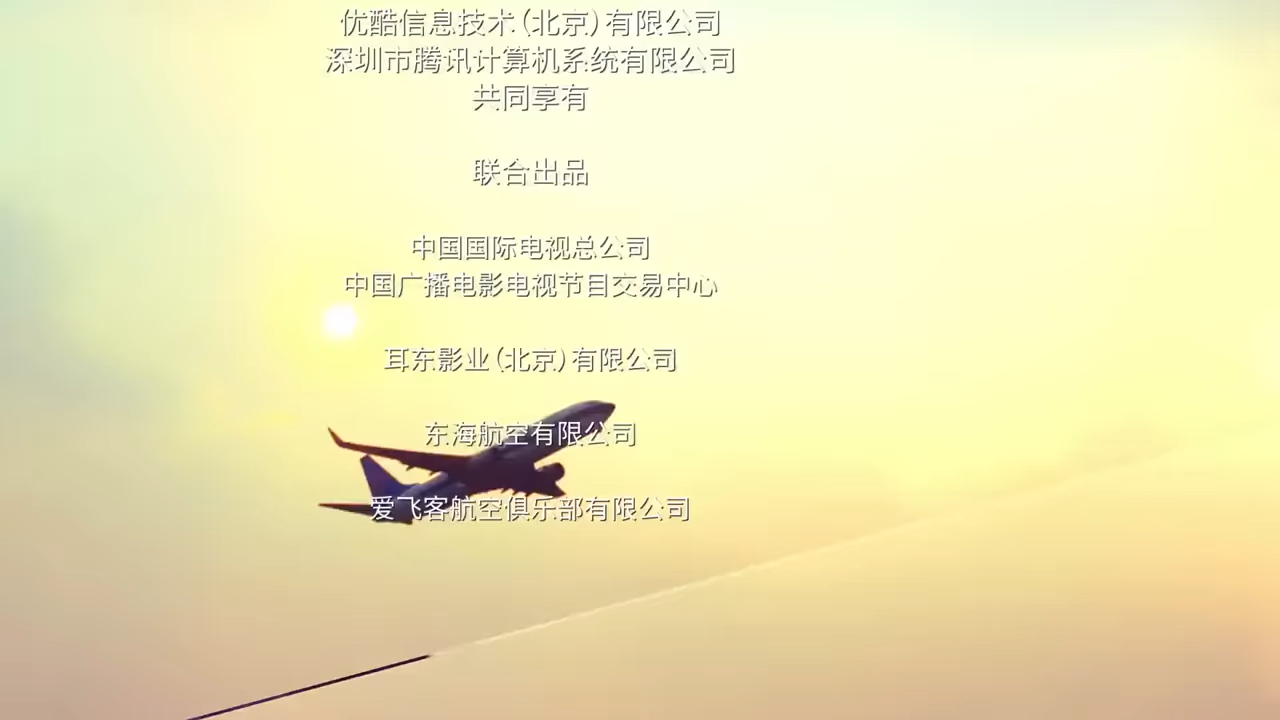 优酷信息技术(北京)有限公司
深圳市腾讯计算机系统有限公司
共同享有
联合出品
中国国际电视总公司
中国广播电影电视节目交易中心
耳东影业(北京)有限公司
东海航空有限公司
爱飞客航空俱乐部有限公司